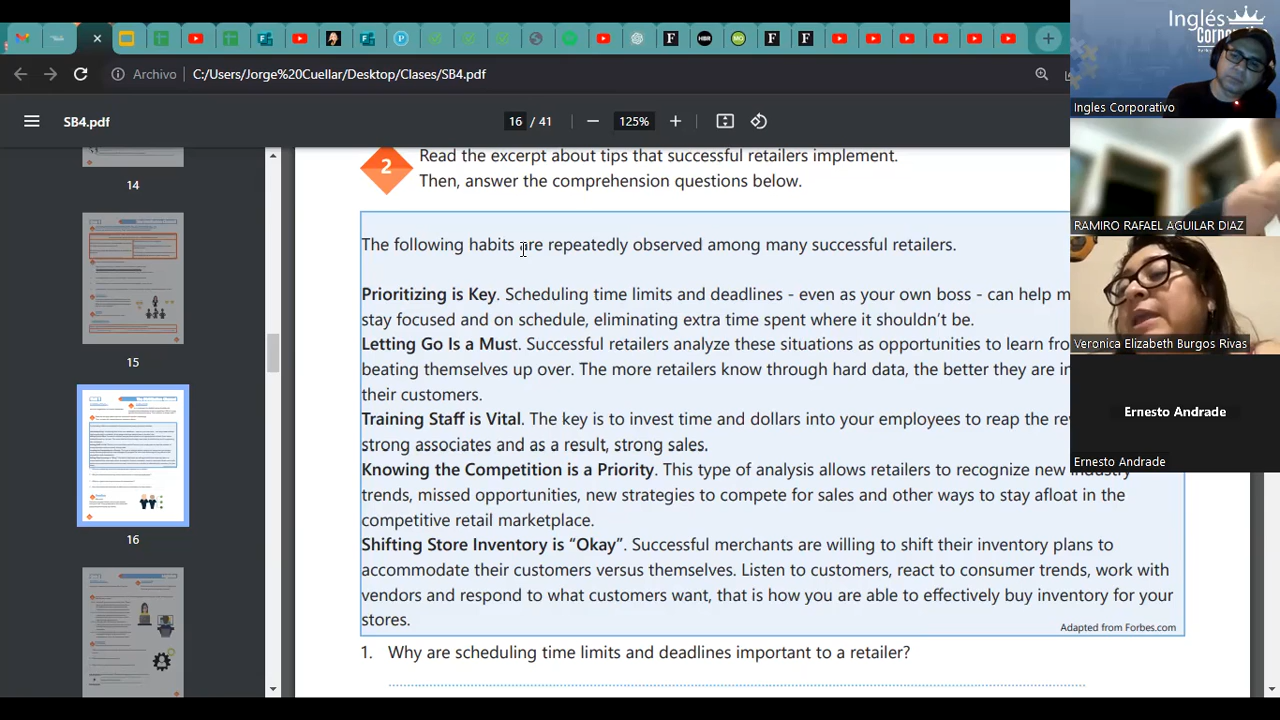 Archivo
C:/Users/Jorge%20Cuellar/Desktop/Clases/SB4.pdf
SB4.pdf
16 / 41
125%
14
15
16
2
Read the excerpt about tips that successful retailers implement.
Then, answer the comprehension questions below.
The following habits are repeatedly observed among many successful retailers.
Prioritizing is Key. Scheduling time limits and deadlines - even as your own boss - can help m
stay focused and on schedule, eliminating extra time spent where it shouldn't be.
Letting Go Is a Must. Successful retailers analyze these situations as opportunities to learn fro
beating themselves up over. The more retailers know through hard data, the better they are in
their customers.
Training Staff is Vital The key is to invest time and dollars into your employees to reap the re
strong associates and as a result, strong sales.
Knowing the Competition is a Priority. This type of analysis allows retailers to recognize new industry
trends, missed opportunities, new strategies to compete for sales and other ways to stay afloat in the
competitive retail marketplace.
Shifting Store Inventory is "Okay". Successful merchants are willing to shift their inventory plans to
accommodate their customers versus themselves. Listen to customers, react to consumer trends, work with
vendors and respond to what customers want, that is how you are able to effectively buy inventory for your
stores.
Adapted from Forbes.com
1. Why are scheduling time limits and deadlines important to a retailer?
Inglés
Corporativo
Ingles Corporativo
RAMIRO RAFAEL AGUILAR DIAZ
Veronica Elizabeth Burgos Rivas
Ernesto Andrade
Ernesto Andrade